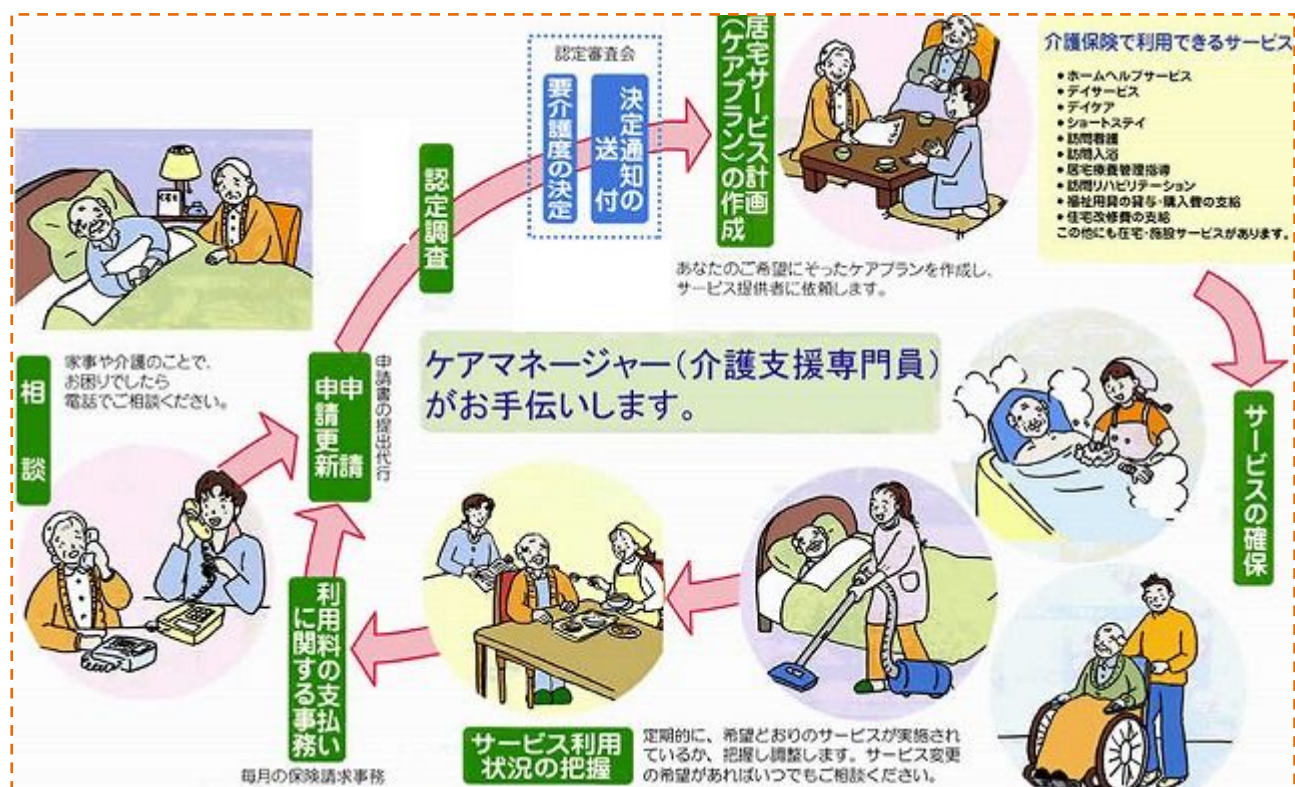 相談
家事や介護のことで、
お困りでしたら
電話でご相談ください。
申請
申請更新
申請書の提出代行
認定調査
認定審査会
要介護度の決定
決定通知の
送付
居宅サービス計画
(ケアプラン)の作成
あなたのご希望にそったケアプランを作成し、
サービス提供者に依頼します。
介護保険で利用できるサービス
•ホームヘルプサービス
•デイサービス
•デイケア
•ショートステイ
•訪問看護
•訪問入浴
•居宅療養管理指導
•訪問リハビリテーション
•福祉用具の貸与・購入費の支給
•住宅改修費の支給
この他にも在宅・施設サービスがあります。
ケアマネージャー(介護支援専門員)
がお手伝いします。
サービスの確保
サービス利用
状況の把握
定期的に、希望どおりのサービスが実施され
ているか、把握し調整します。サービス変更
の希望があればいつでもご相談ください。
利用料の支払い
に関する事務
毎月の保険請求事務